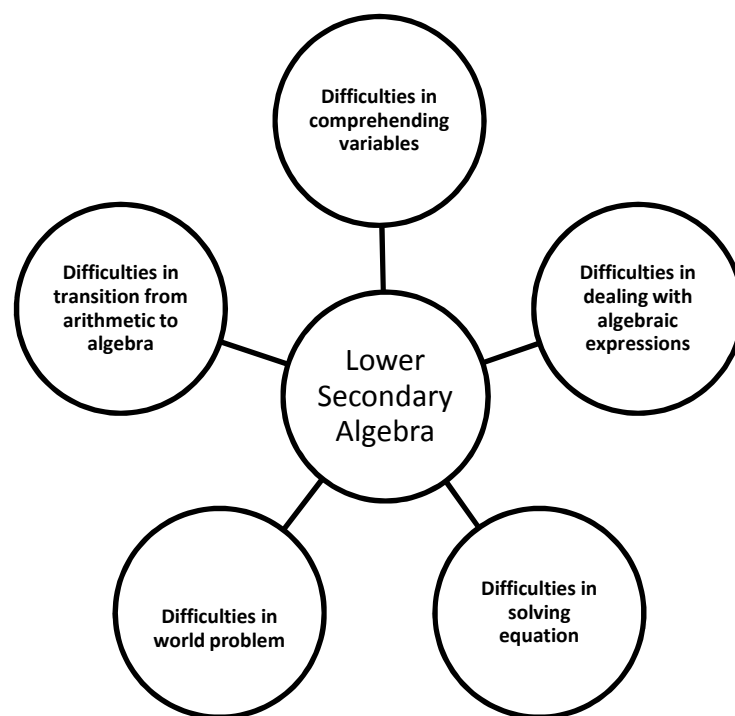 Difficulties in
comprehending
variables
Difficulties in
transition from
arithmetic to
algebra
Difficulties in
dealing with
algebraic
expressions
Lower
Secondary
Algebra
Difficulties in
world problem
Difficulties in
solving
equation